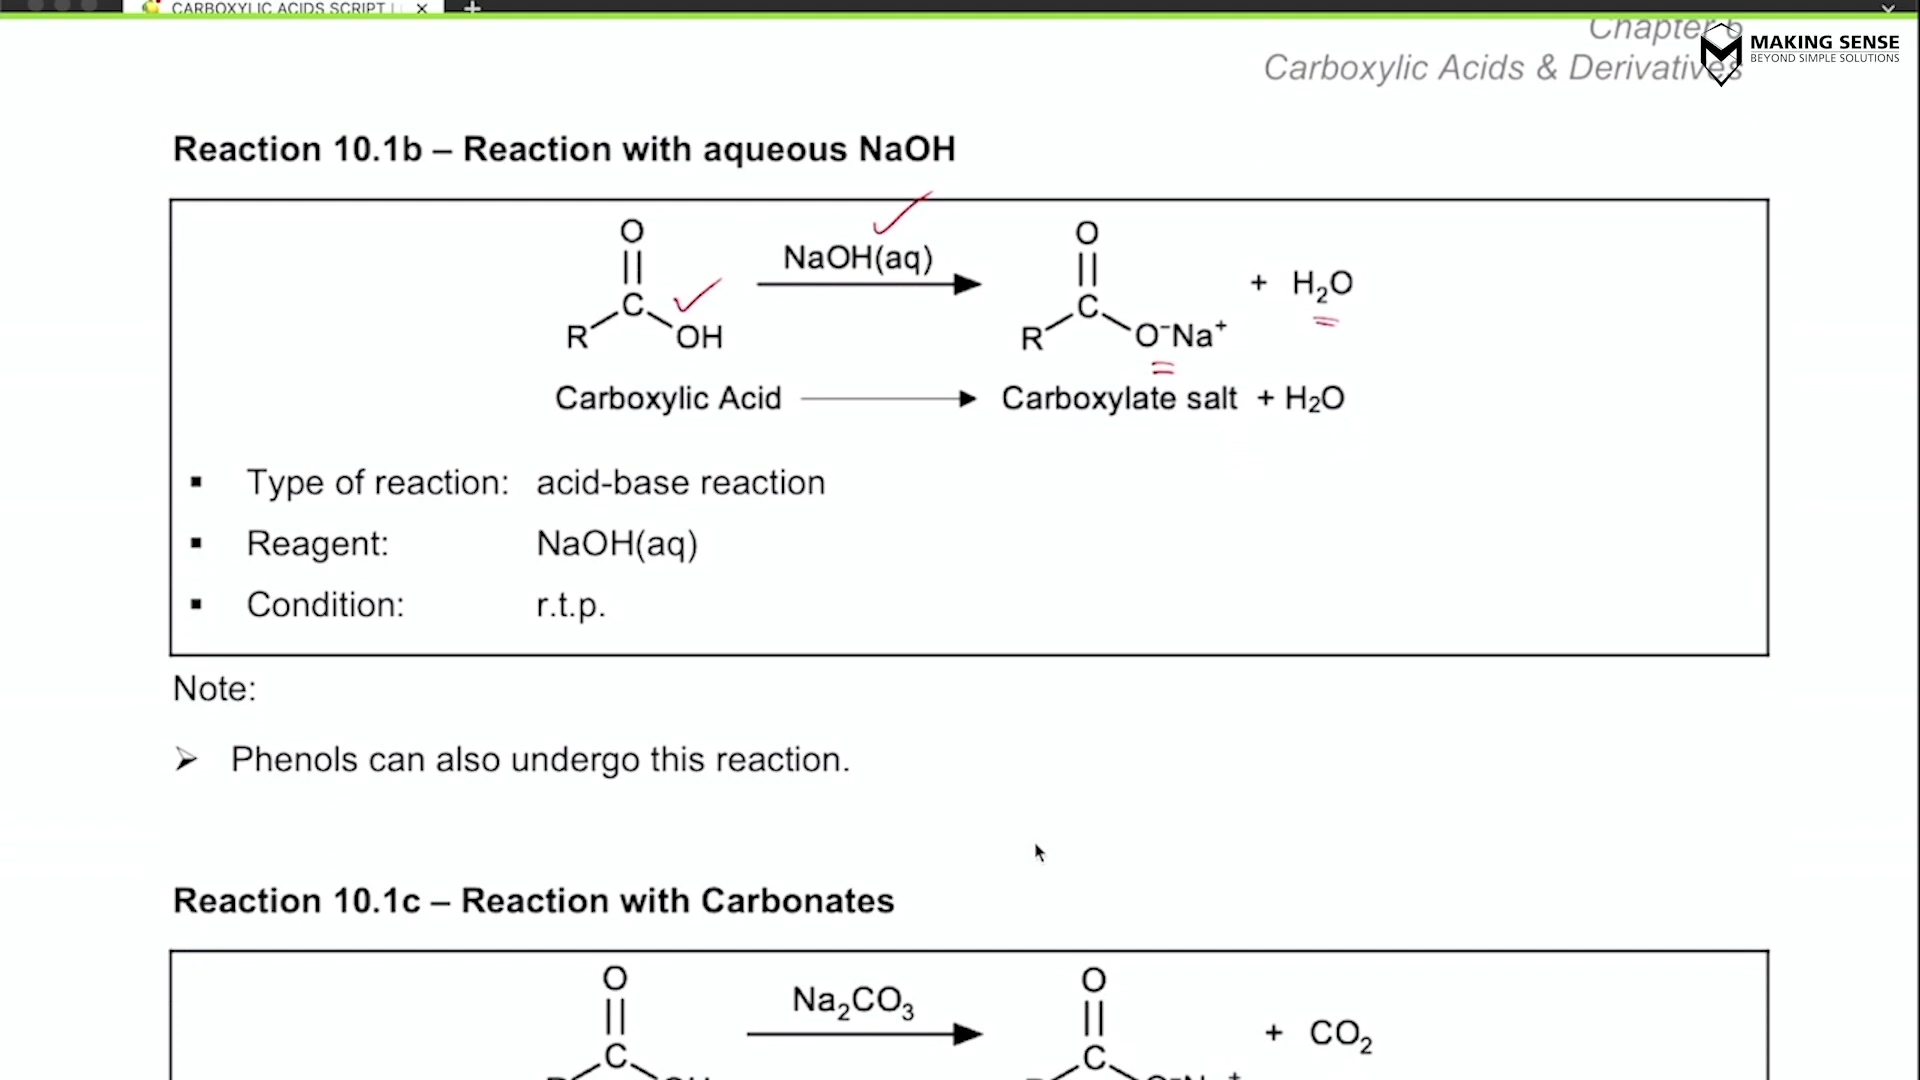 CARBOXYLIC ACIDS SCRIPT
Chapter 6
Carboxylic Acids & Derivatives
MAKING SENSE
BEYOND SIMPLE SOLUTIONS
Reaction 10.1b – Reaction with aqueous NaOH
O
C
R
OH
NaOH(aq)
O
C
R
O⁻Na⁺
+ H₂O
Carboxylic Acid
Carboxylate salt + H₂O
▪ Type of reaction: acid-base reaction
▪ Reagent: NaOH(aq)
▪ Condition: r.t.p.
Note:
➢ Phenols can also undergo this reaction.
Reaction 10.1c – Reaction with Carbonates
O
C
Na₂CO₃
O
C
+ CO₂